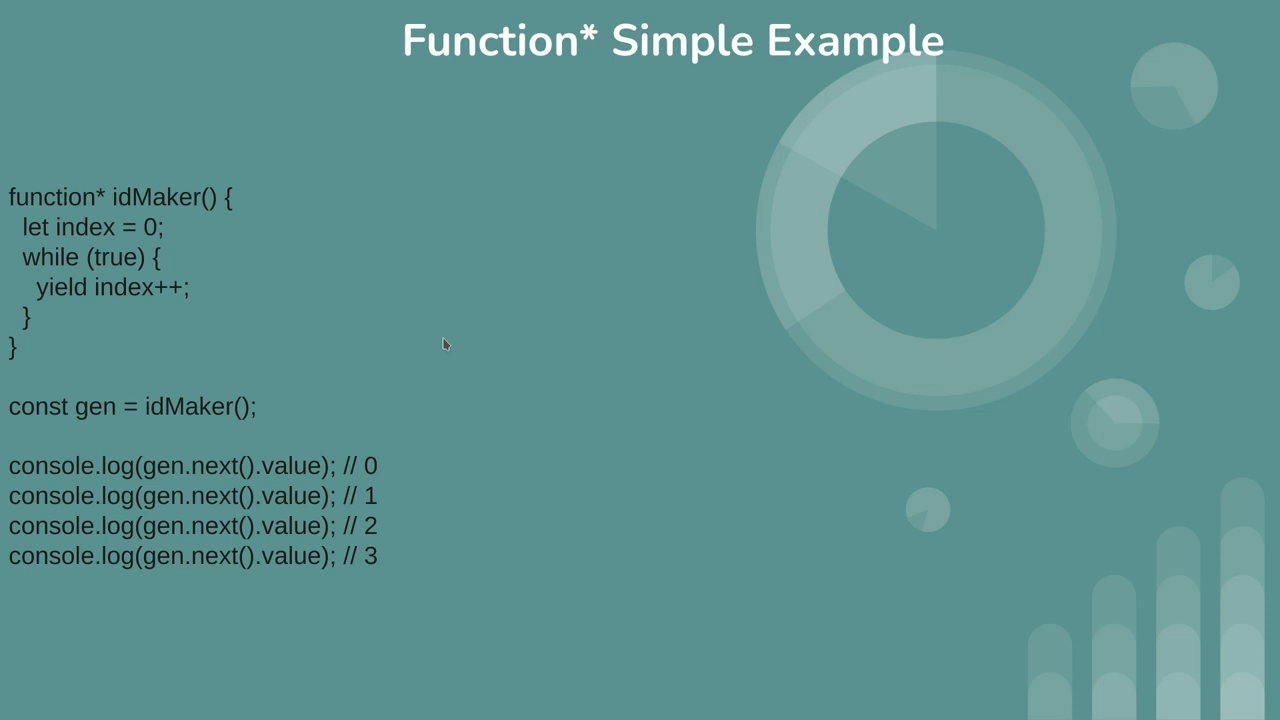 Function* Simple Example
function* idMaker() {
  let index = 0;
  while (true) {
    yield index++;
  }
}
const gen = idMaker();
console.log(gen.next().value); // 0
console.log(gen.next().value); // 1
console.log(gen.next().value); // 2
console.log(gen.next().value); // 3